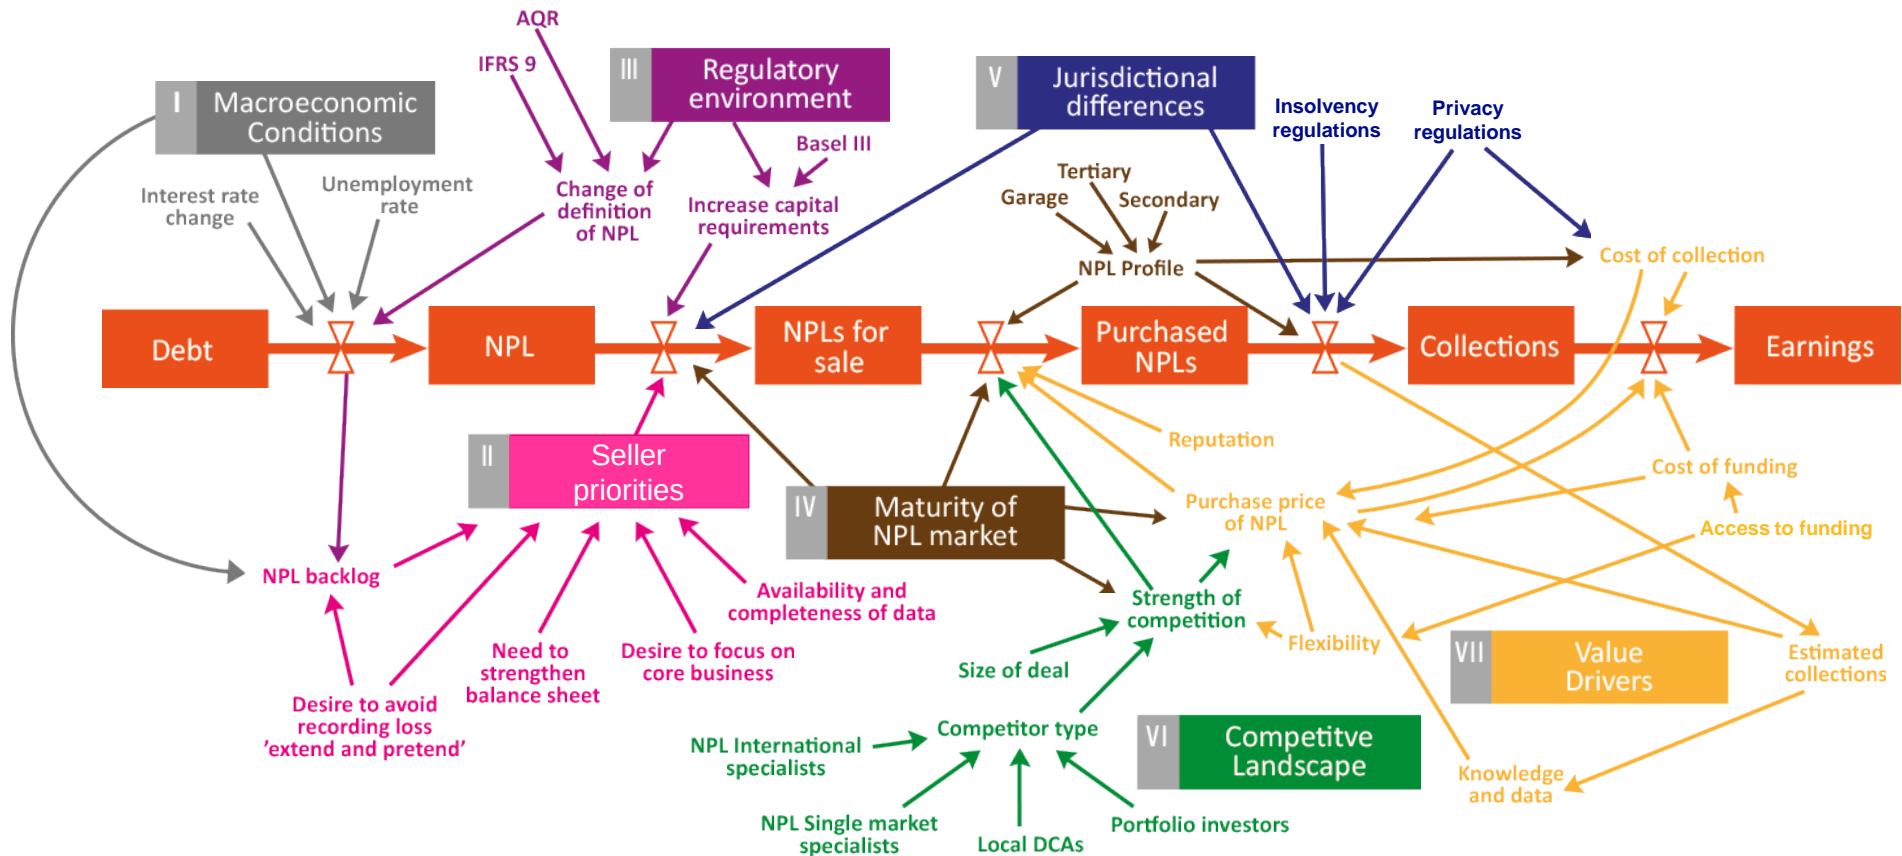 AQR
IFRS 9
III
Regulatory
environment
V
Jurisdictional
differences
I
Macroeconomic
Conditions
Insolvency
regulations
Privacy
regulations
Basel III
Interest rate
change
Unemployment
rate
Change of
definition
of NPL
Increase capital
requirements
Tertiary
Garage
Secondary
NPL Profile
Cost of collection
Debt
NPL
NPLs for
sale
Purchased
NPLs
Collections
Earnings
II
Seller
priorities
Reputation
Cost of funding
IV
Maturity of
NPL market
Purchase price
of NPL
Access to funding
NPL backlog
Availability and
completeness of data
Strength of
competition
Flexibility
VII
Value
Drivers
Estimated
collections
Need to
strengthen
balance sheet
Desire to focus on
core business
Size of deal
Desire to avoid
recording loss
'extend and pretend'
NPL International
specialists
Competitor type
VI
Competitve
Landscape
Knowledge
and data
NPL Single market
specialists
Local DCAs
Portfolio investors